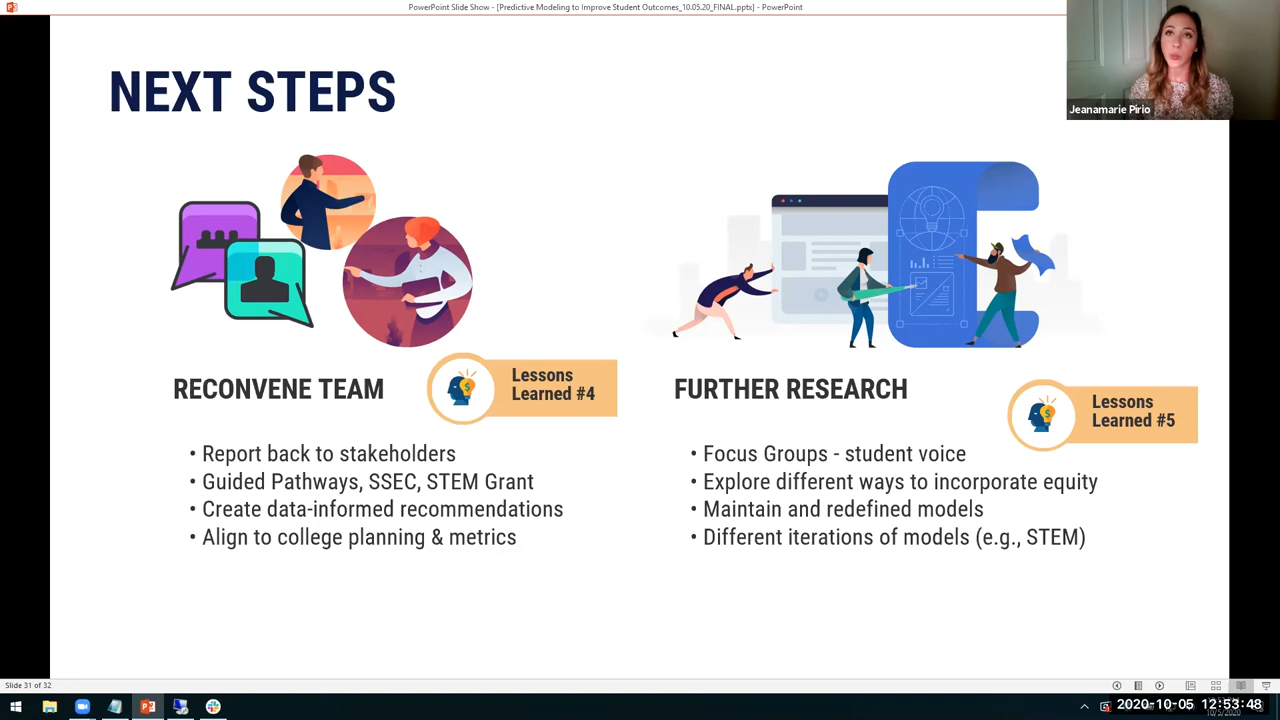 PowerPoint Slide Show - [Predictive Modeling to Improve Student Outcomes_10.05.20_FINAL.pptx] - PowerPoint
Jeanamarie Pirio
NEXT STEPS
RECONVENE TEAM
Lessons
Learned #4
• Report back to stakeholders
• Guided Pathways, SSEC, STEM Grant
• Create data-informed recommendations
• Align to college planning & metrics
FURTHER RESEARCH
Lessons
Learned #5
• Focus Groups - student voice
• Explore different ways to incorporate equity
• Maintain and redefined models
• Different iterations of models (e.g., STEM)
Slide 31 of 32
2020-10-05 12:53:48
10/5/2020